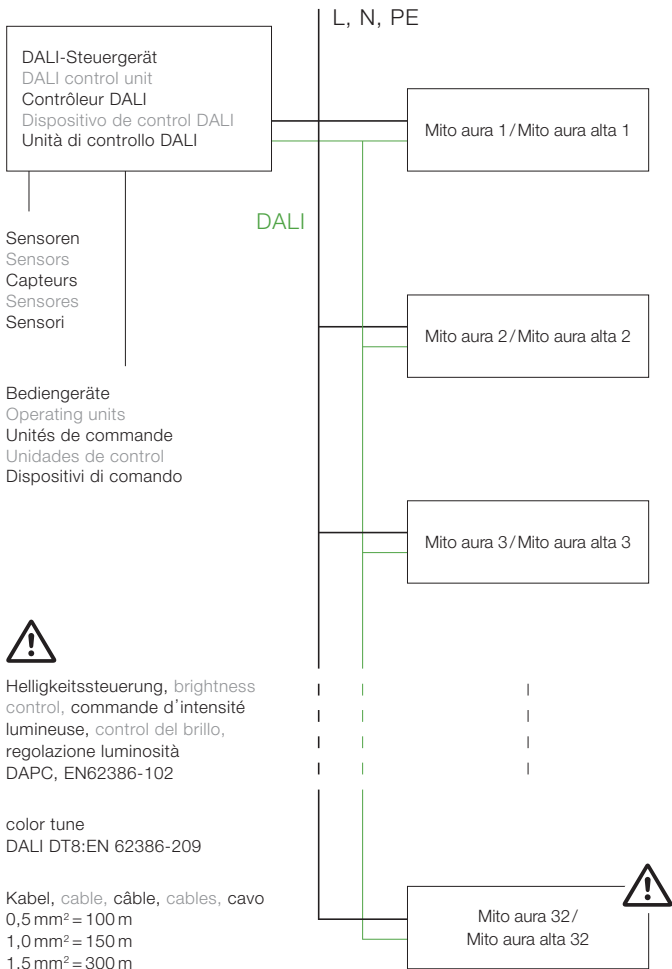 L, N, PE
DALI-Steuergerät
DALI control unit
Contrôleur DALI
Dispositivo de control DALI
Unità di controllo DALI
Mito aura 1/Mito aura alta 1
DALI
Sensoren
Sensors
Capteurs
Sensores
Sensori
Mito aura 2/Mito aura alta 2
Bediengeräte
Operating units
Unités de commande
Unidades de control
Dispositivi di comando
Mito aura 3/Mito aura alta 3
Helligkeitssteuerung, brightness
control, commande d'intensité
lumineuse, control del brillo,
regolazione luminosità
DAPC, EN62386-102
color tune
DALI DT8:EN 62386-209
Kabel, cable, câble, cables, cavo
0,5 mm² = 100 m
1,0 mm² = 150 m
1,5 mm² = 300 m
Mito aura 32/
Mito aura alta 32